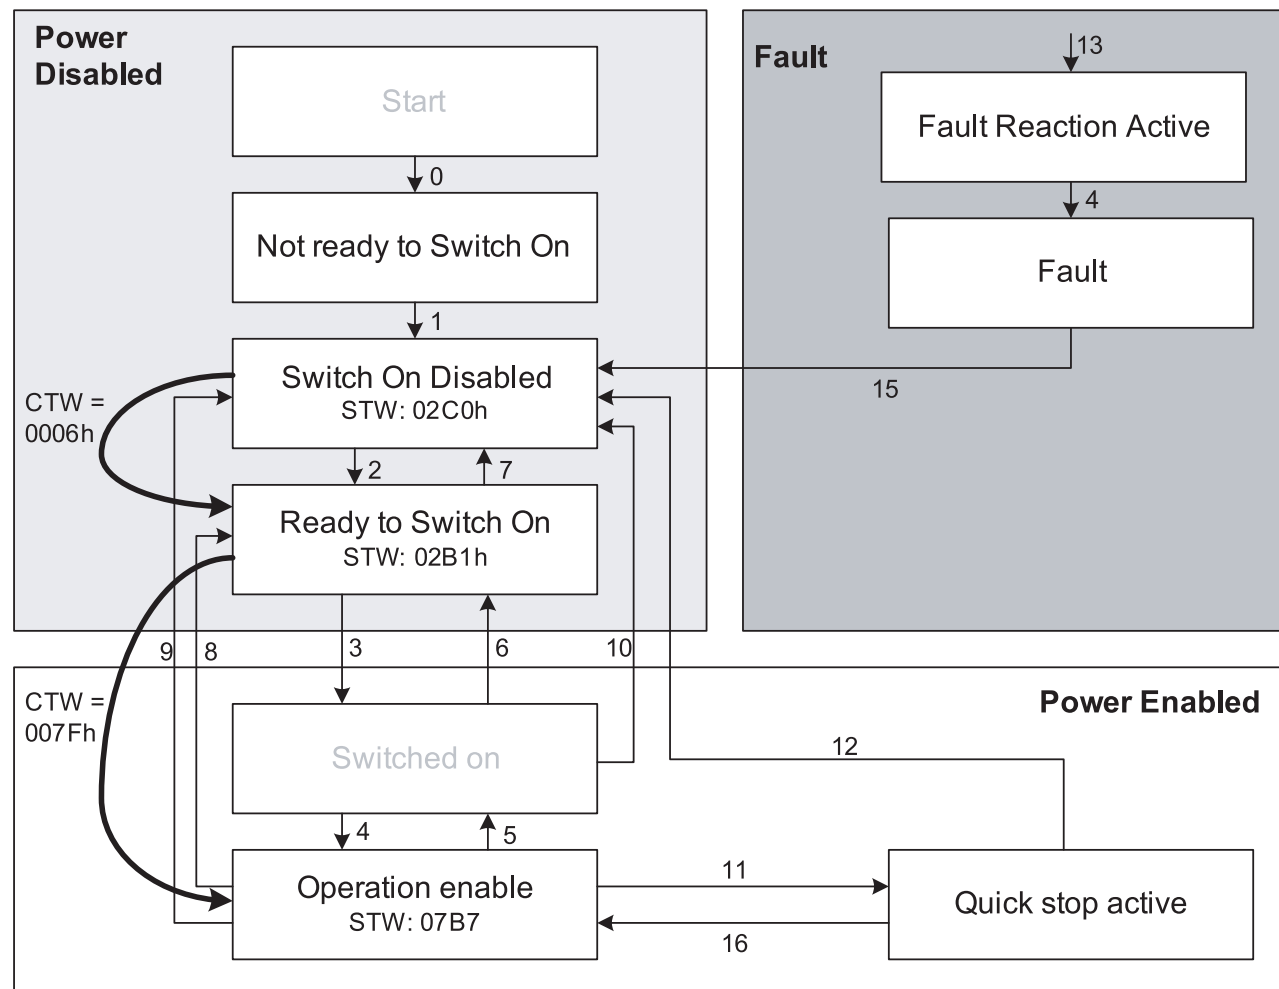 Power
Disabled
Start
0
Not ready to Switch On
1
Switch On Disabled
STW: 02C0h
CTW =
0006h
2
7
Ready to Switch On
STW: 02B1h
9
8
3
6
10
Fault
13
Fault Reaction Active
4
Fault
15
Power Enabled
CTW =
007Fh
Switched on
12
4
5
Operation enable
STW: 07B7
11
16
Quick stop active